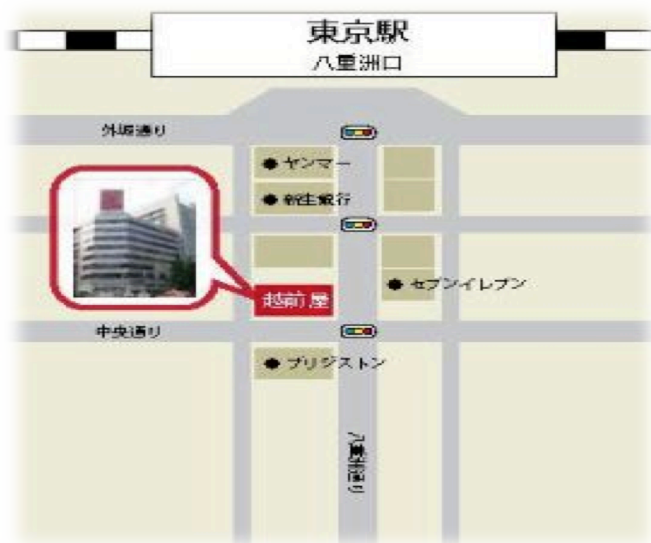 東京駅
八重洲口
外堀通り
ヤンマー
新生銀行
セブンイレブン
越前屋
中央通り
ブリジストン
八重洲通り